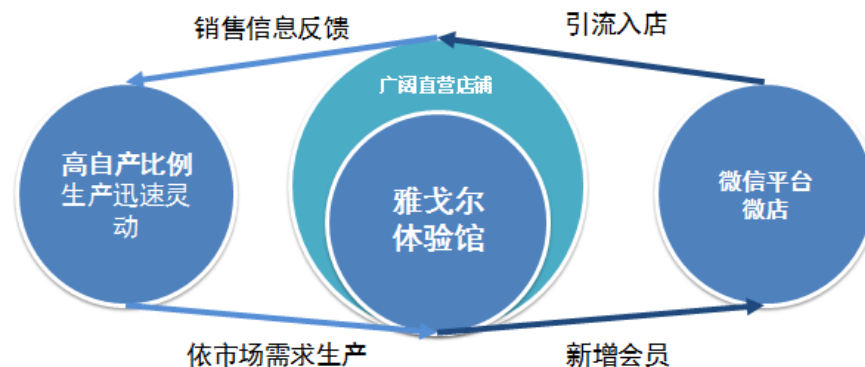 销售信息反馈
引流入店
广阔直营店铺
高自产比例
生产迅速灵
动
雅戈尔
体验馆
微信平台
微店
依市场需求生产
新增会员